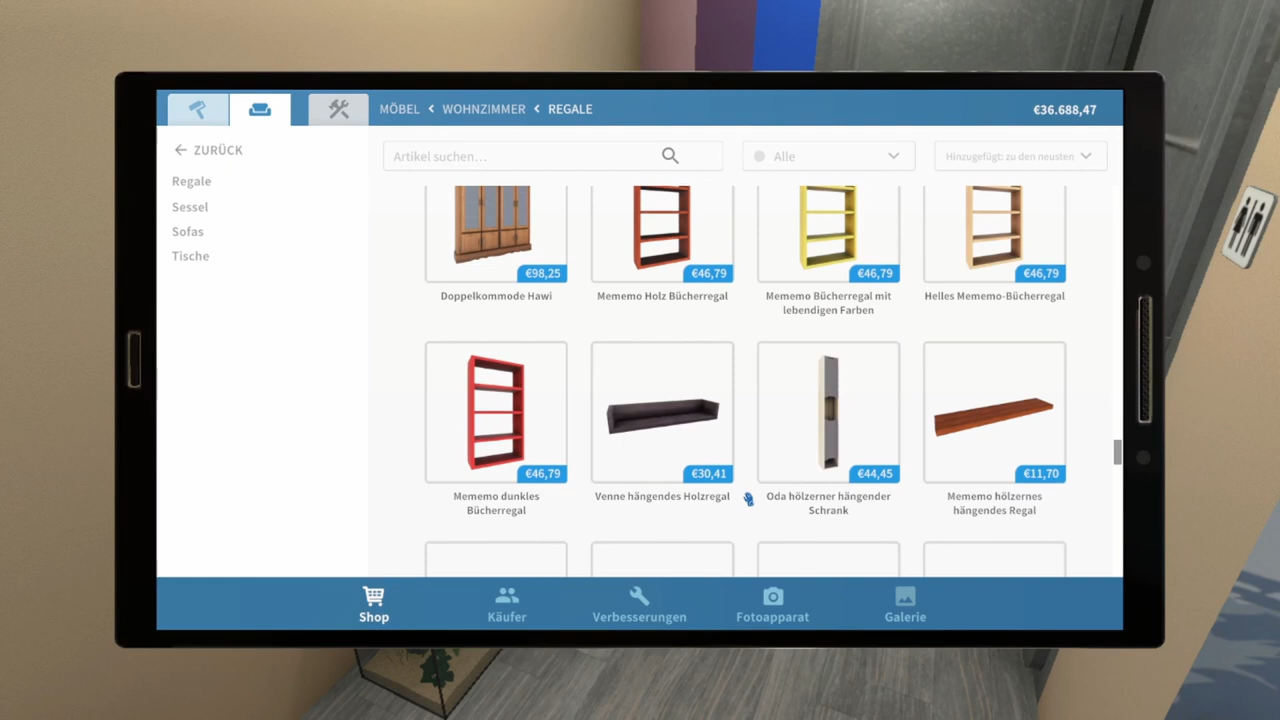 MÖBEL < WOHNZIMMER < REGALE
€36.688,47
ZURÜCK
Regale
Sessel
Sofas
Tische
Artikel suchen...
Alle
Hinzugefügt: zu den neusten
€98,25
€46,79
€46,79
€46,79
Doppelkommode Hawi
Mememo Holz Bücherregal
Mememo Bücherregal mit
lebendigen Farben
Helles Mememo-Bücherregal
€46,79
€30,41
€44,45
€11,70
Mememo dunkles
Bücherregal
Venne hängendes Holzregal
Oda hölzerner hängender
Schrank
Mememo hölzernes
hängendes Regal
Shop
Käufer
Verbesserungen
Fotoapparat
Galerie